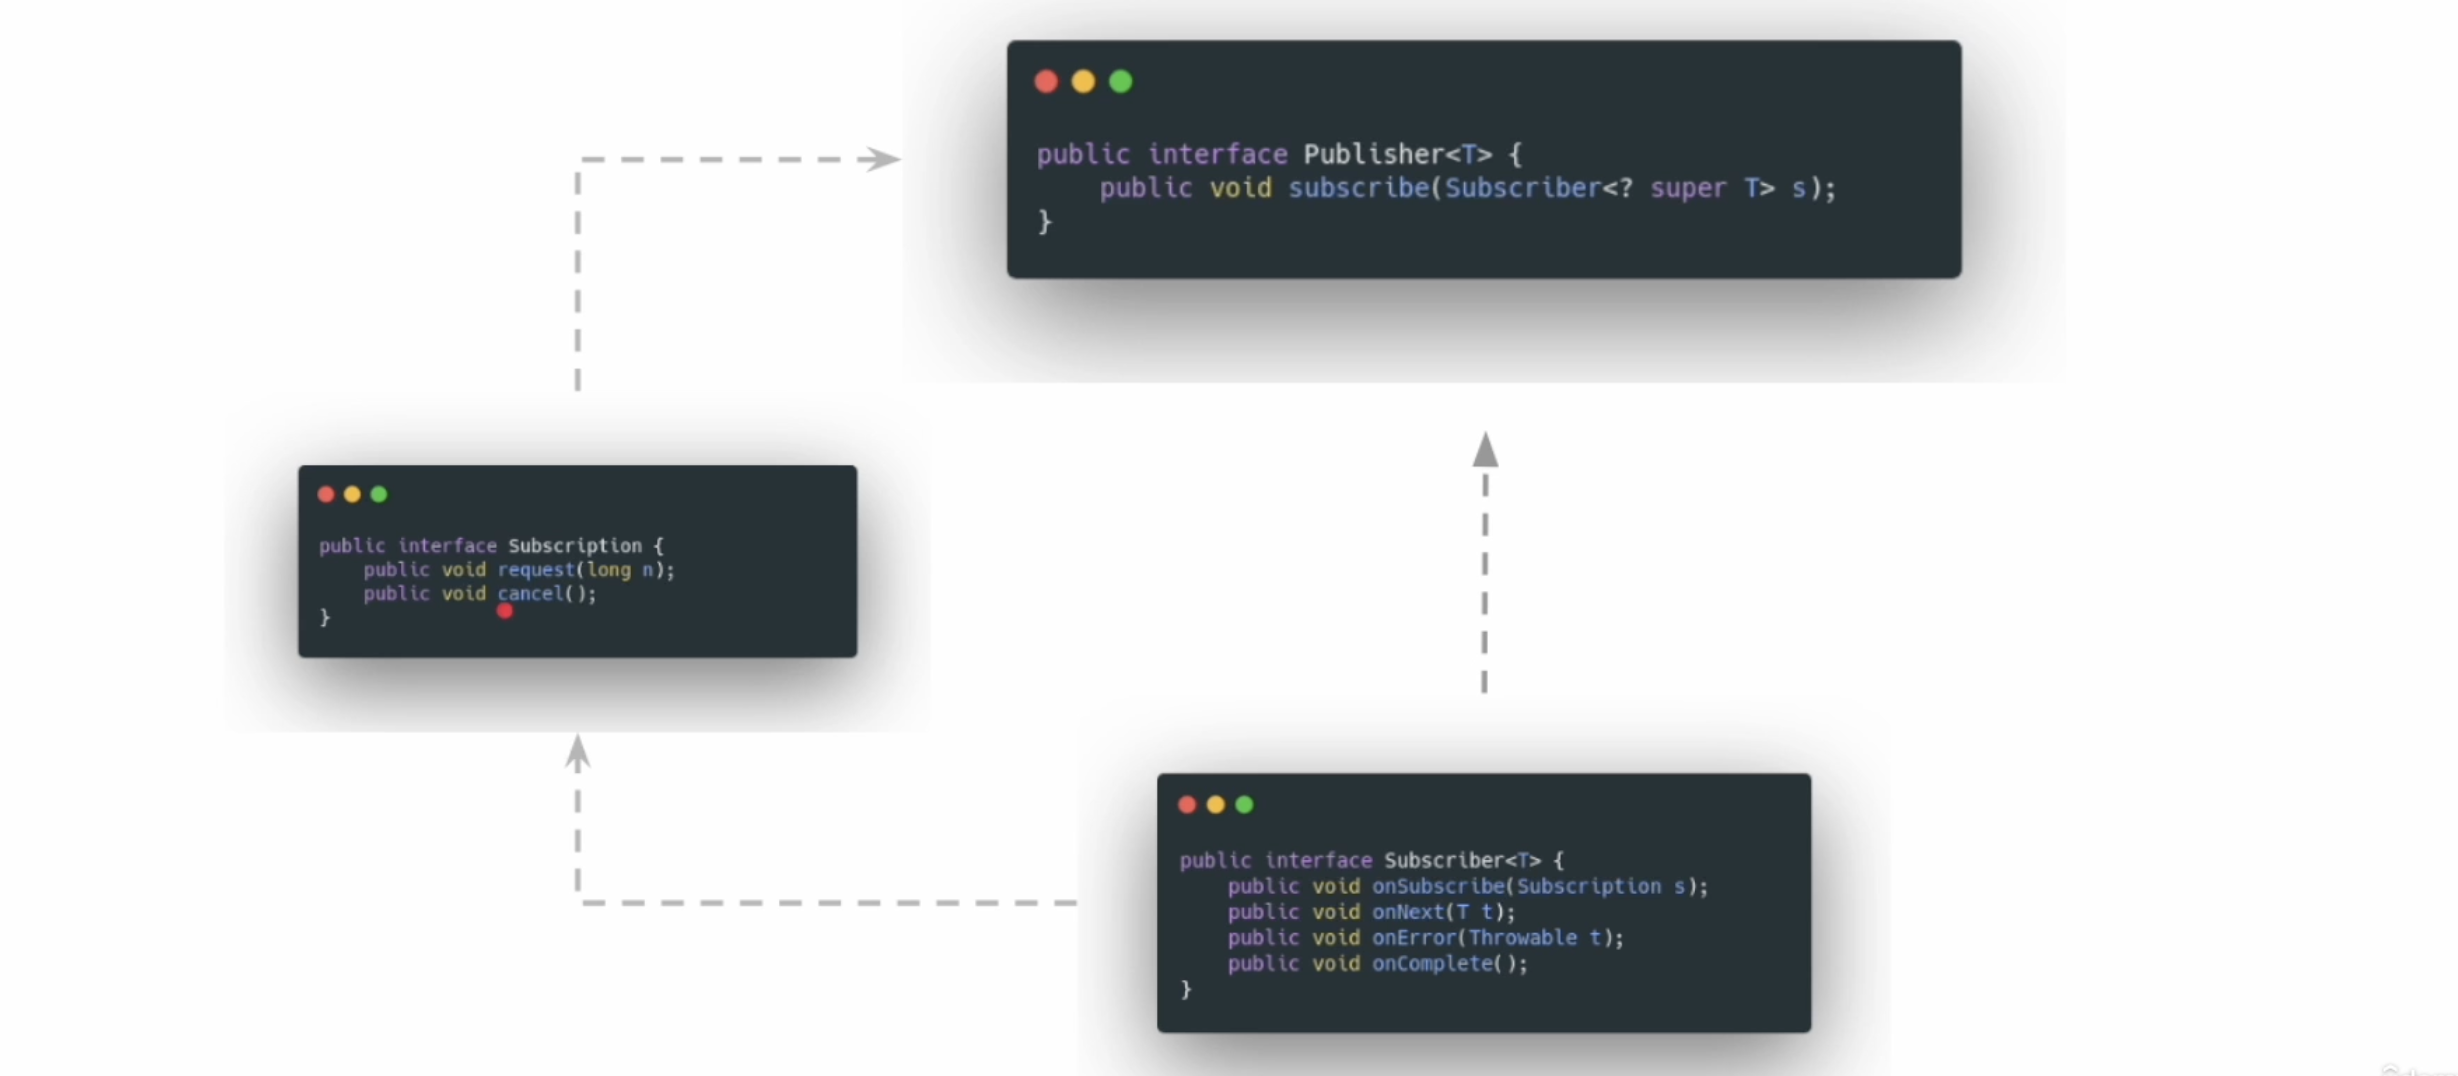 public interface Publisher<T> {
    public void subscribe(Subscriber<? super T> s);
}
public interface Subscription {
    public void request(long n);
    public void cancel();
}
public interface Subscriber<T> {
    public void onSubscribe(Subscription s);
    public void onNext(T t);
    public void onError(Throwable t);
    public void onComplete();
}